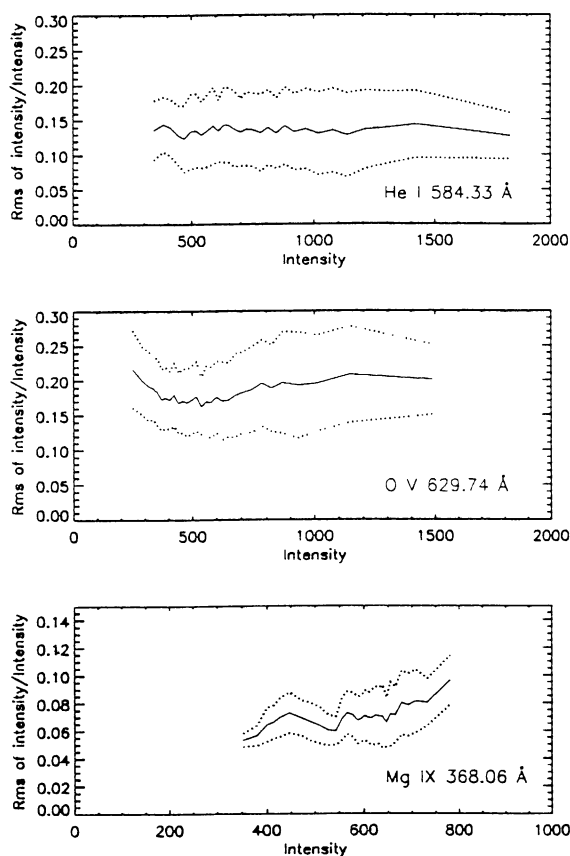 Rms of intensity/Intensity
0.30
0.25
0.20
0.15
0.10
0.05
0.00
He I 584.33 Å
0 500 1000 1500 2000
Intensity
Rms of intensity/Intensity
0.30
0.25
0.20
0.15
0.10
0.05
0.00
O V 629.74 Å
0 500 1000 1500 2000
Intensity
Rms of intensity/Intensity
0.14
0.12
0.10
0.08
0.06
0.04
0.02
0.00
Mg IX 368.06 Å
0 200 400 600 800 1000
Intensity